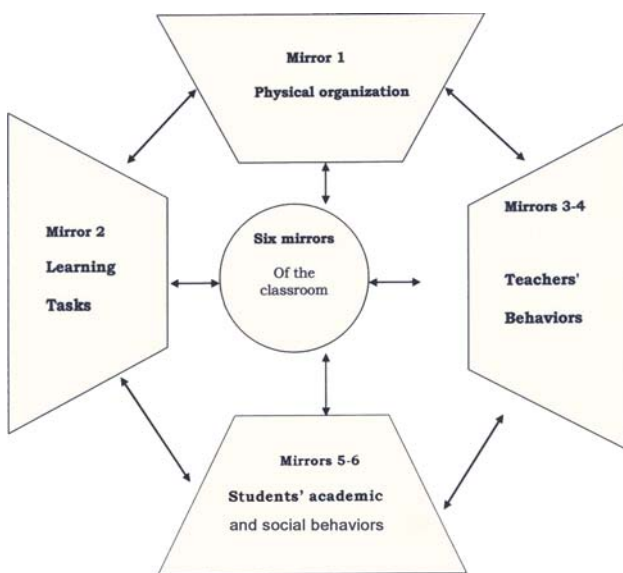 Mirror 1
Physical organization
Mirror 2
Learning
Tasks
Six mirrors
Of the
classroom
Mirrors 3-4
Teachers'
Behaviors
Mirrors 5-6
Students’ academic
and social behaviors